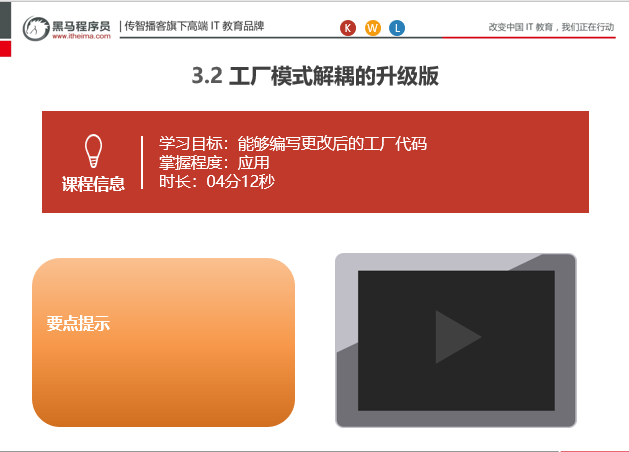 黑马程序员
www.itheima.com
传智播客旗下高端 IT 教育品牌
K W L
改变中国 IT 教育，我们正在行动
3.2 工厂模式解耦的升级版
课程信息
学习目标：能够编写更改后的工厂代码
掌握程度：应用
时长：04分12秒
要点提示